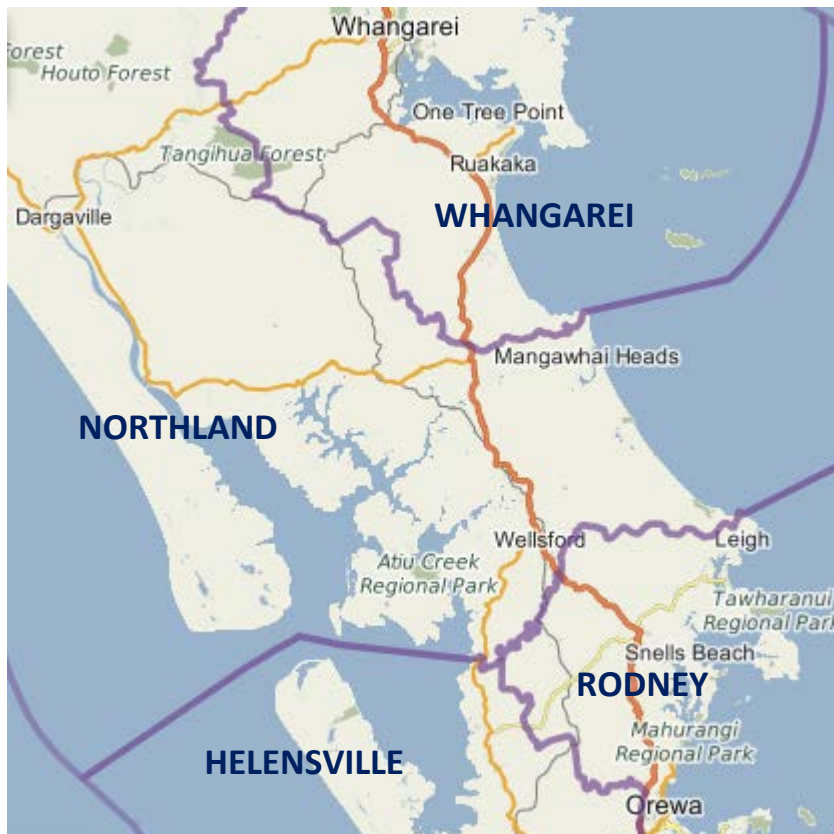 Whangarei
Forest
Houto Forest
One Tree Point
Tangihua Forest
Ruakaka
Dargaville
WHANGAREI
Mangawhai Heads
NORTHLAND
Wellsford
Leigh
Atiu Creek
Regional Park
Tawharanui
Regional Park
Snells Beach
RODNEY
Mahurangi
Regional Park
HELENSVILLE
Orewa